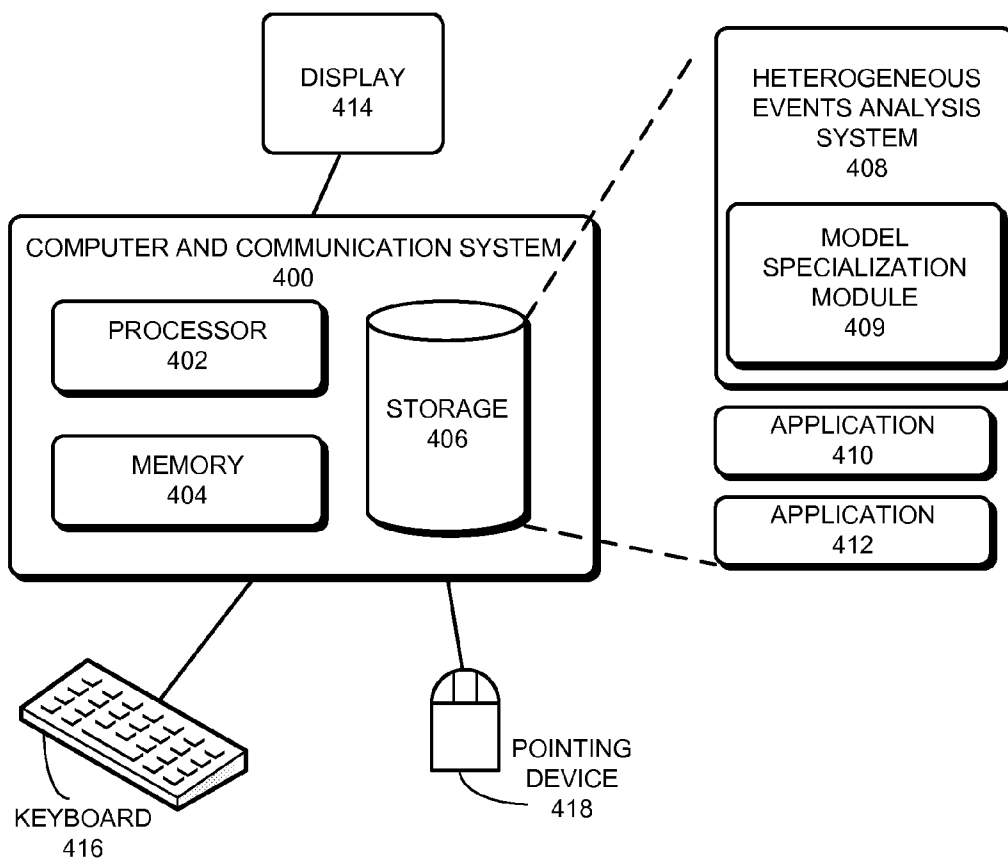 DISPLAY
414
COMPUTER AND COMMUNICATION SYSTEM
400
PROCESSOR
402
MEMORY
404
STORAGE
406
HETEROGENEOUS
EVENTS ANALYSIS
SYSTEM
408
MODEL
SPECIALIZATION
MODULE
409
APPLICATION
410
APPLICATION
412
KEYBOARD
416
POINTING
DEVICE
418